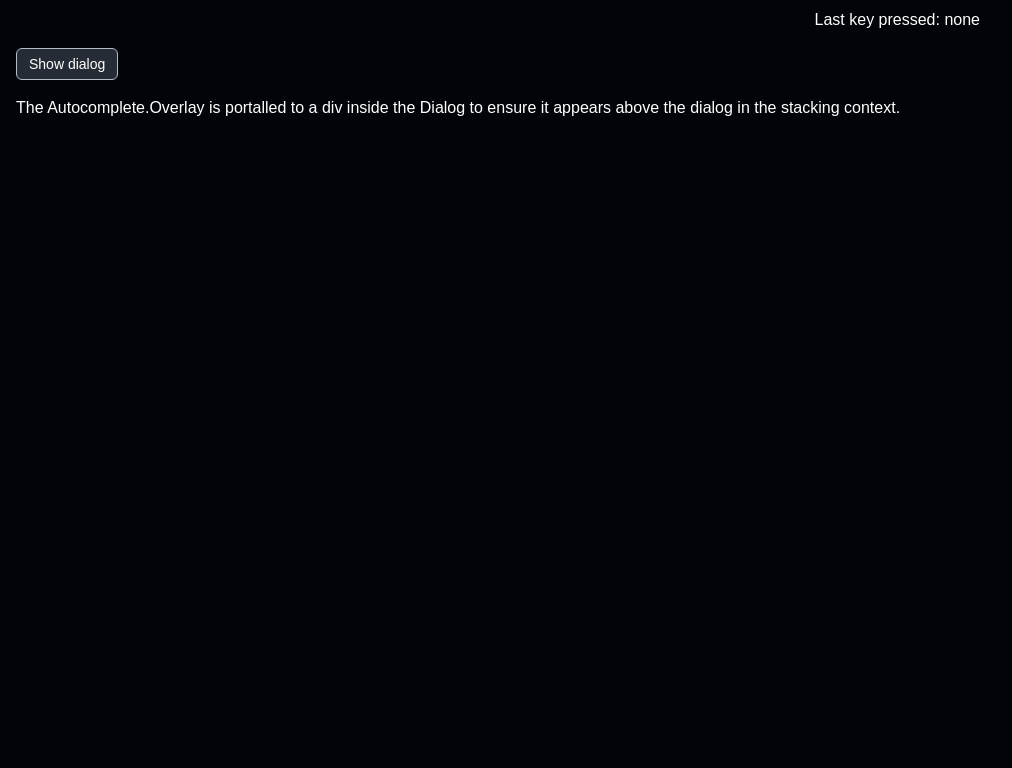 Last key pressed: none
Show dialog
The Autocomplete.Overlay is portalled to a div inside the Dialog to ensure it appears above the dialog in the stacking context.